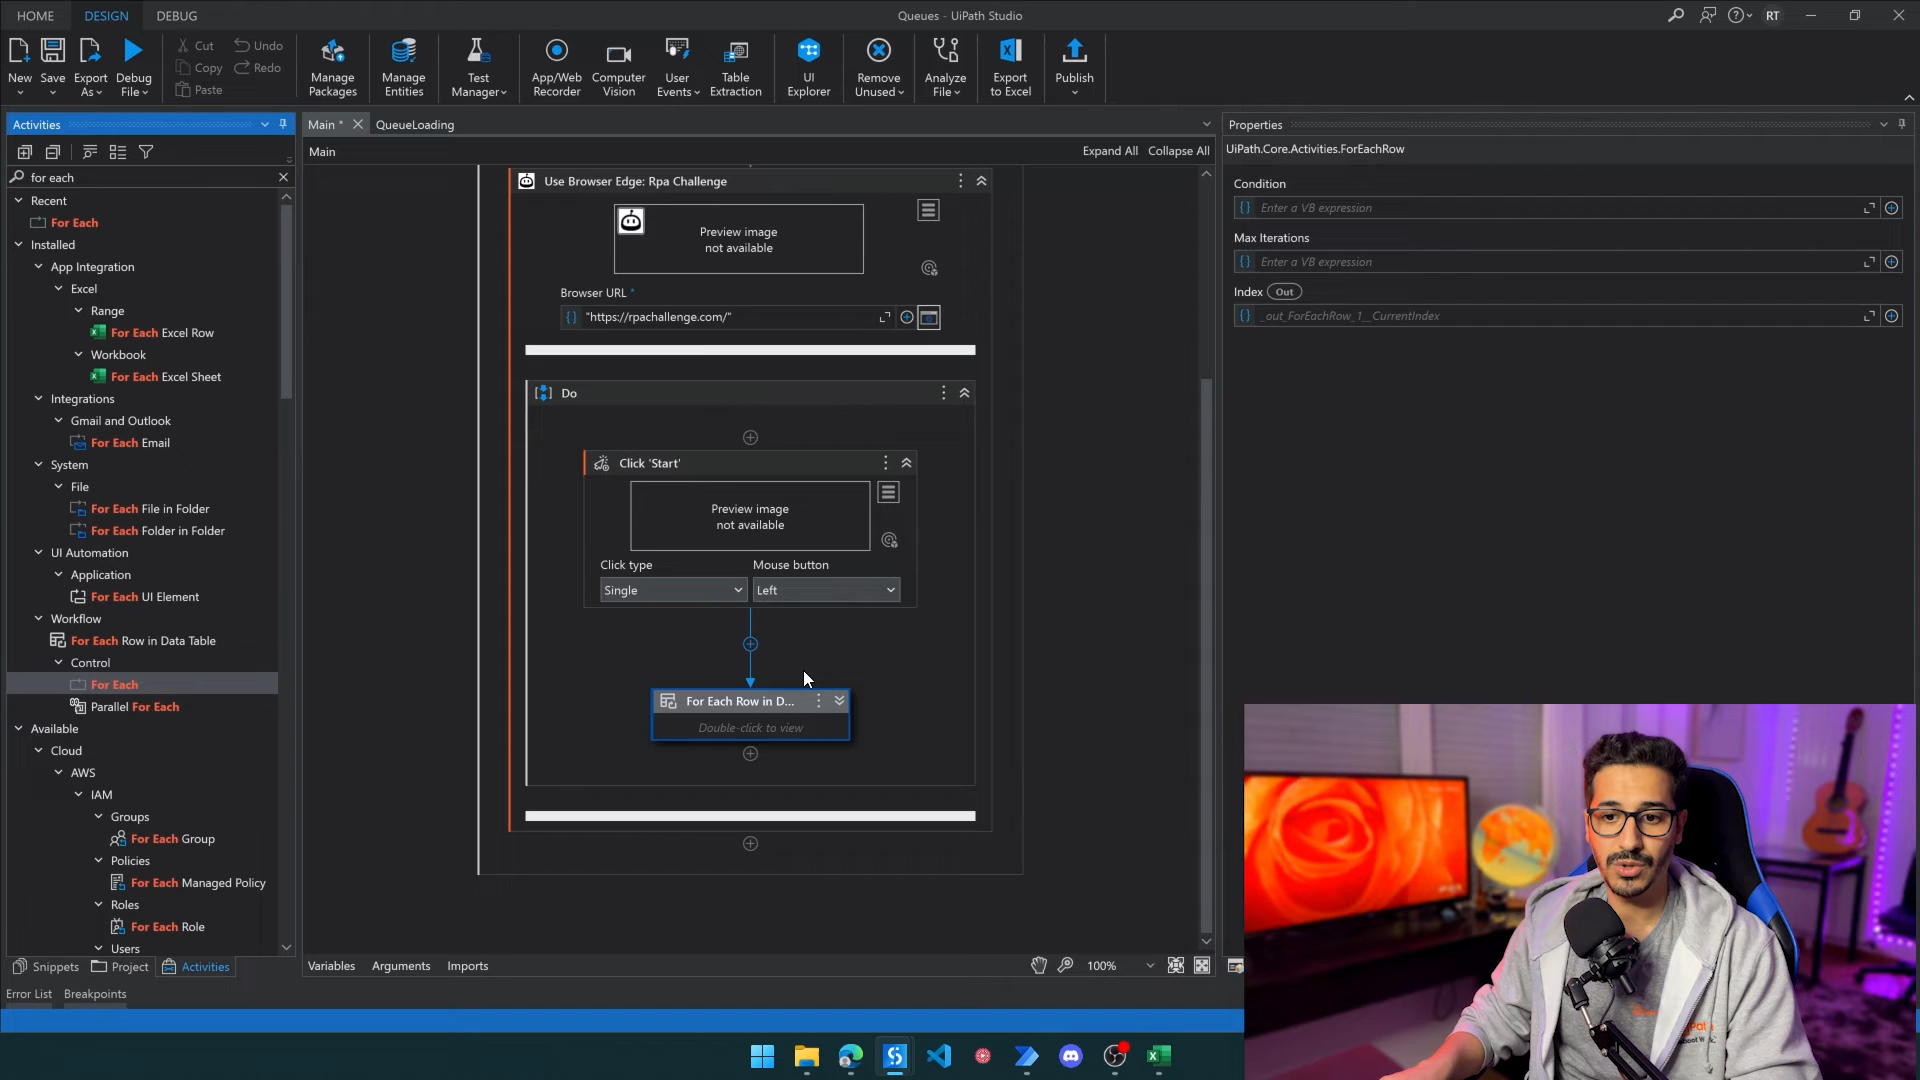 HOME DESIGN DEBUG
Queues - UiPath Studio
RT
New
Save
Export As
Debug File
Cut
Copy
Paste
Undo
Redo
Manage Packages
Manage Entities
Test Manager
App/Web Recorder
Computer Vision
User Events
Table Extraction
UI Explorer
Remove Unused
Analyze File
Export to Excel
Publish
Activities
for each
Recent
For Each
Installed
App Integration
Excel
Range
For Each Excel Row
Workbook
For Each Excel Sheet
Integrations
Gmail and Outlook
For Each Email
System
File
For Each File in Folder
For Each Folder in Folder
UI Automation
Application
For Each UI Element
Workflow
For Each Row in Data Table
Control
For Each
Parallel For Each
Available
Cloud
AWS
IAM
Groups
For Each Group
Policies
For Each Managed Policy
Roles
For Each Role
Users
Snippets Project Activities
Error List Breakpoints
Main * QueueLoading
Main
Expand All Collapse All
Use Browser Edge: Rpa Challenge
Preview image
not available
Browser URL *
"https://rpachallenge.com/"
Do
Click 'Start'
Preview image
not available
Click type Mouse button
Single Left
For Each Row in D...
Double-click to view
Variables Arguments Imports
100%
Properties
UiPath.Core.Activities.ForEachRow
Condition
Enter a VB expression
Max Iterations
Enter a VB expression
Index Out
_out_ForEachRow_1__CurrentIndex